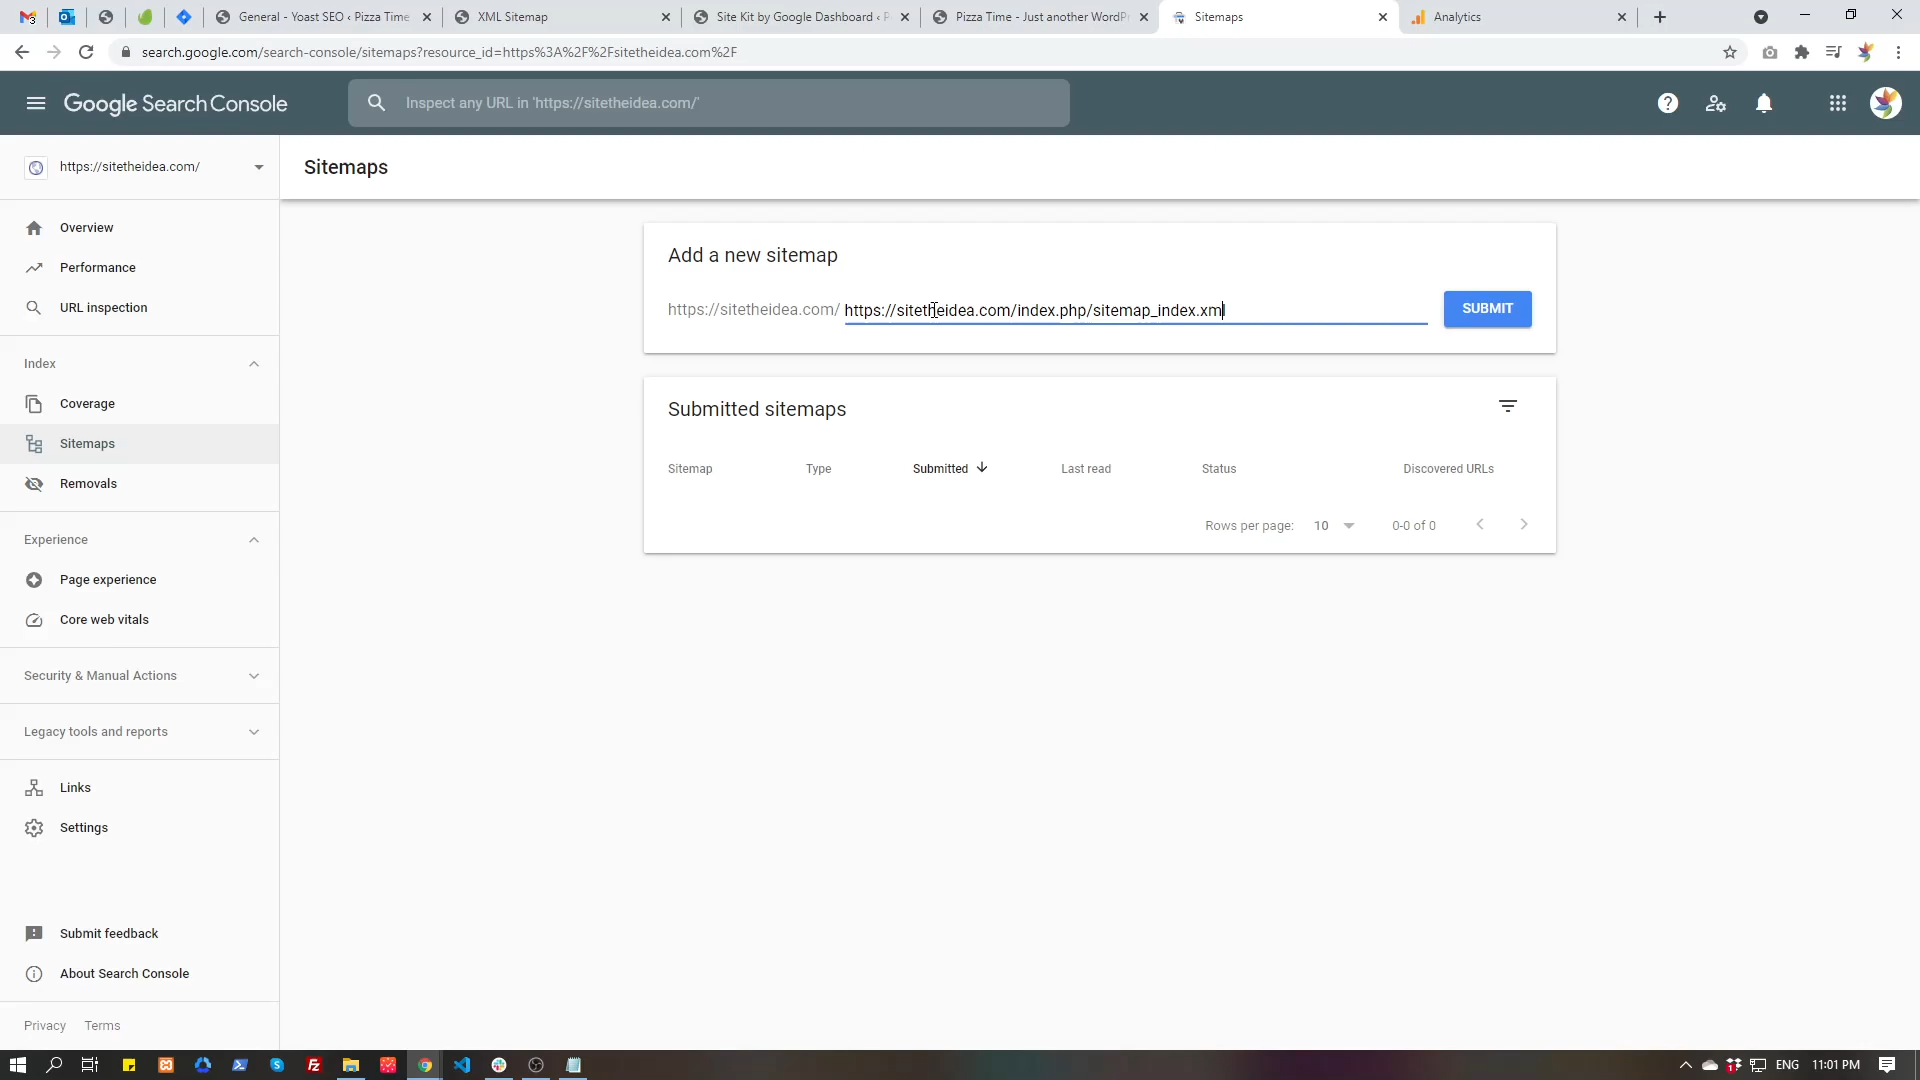 General - Yoast SEO ‹ Pizza Time
XML Sitemap
Site Kit by Google Dashboard ‹ P
Pizza Time - Just another WordPr
Sitemaps
Analytics
search.google.com/search-console/sitemaps?resource_id=https%3A%2F%2Fsitetheidea.com%2F
Google Search Console
Inspect any URL in 'https://sitetheidea.com/'
https://sitetheidea.com/
Sitemaps
Overview
Performance
URL inspection
Index
Coverage
Sitemaps
Removals
Experience
Page experience
Core web vitals
Security & Manual Actions
Legacy tools and reports
Links
Settings
Submit feedback
About Search Console
Privacy Terms
Add a new sitemap
https://sitetheidea.com/ https://sitetheidea.com/index.php/sitemap_index.xml
SUBMIT
Submitted sitemaps
Sitemap Type Submitted Last read Status Discovered URLs
Rows per page: 10 0-0 of 0
ENG 11:01 PM